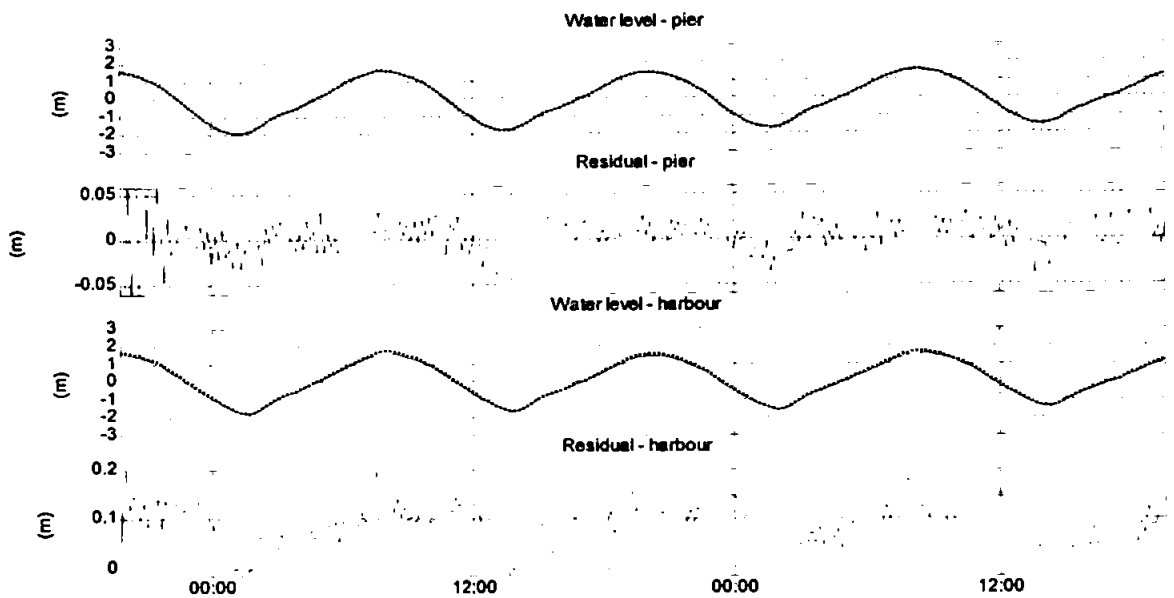 Water level - pier
3
2
1
0
-1
-2
-3
(m)
Residual - pier
0.05
0
-0.05
(m)
Water level - harbour
3
2
1
0
-1
-2
-3
(m)
Residual - harbour
0.2
0.1
0
(m)
00:00 12:00 00:00 12:00